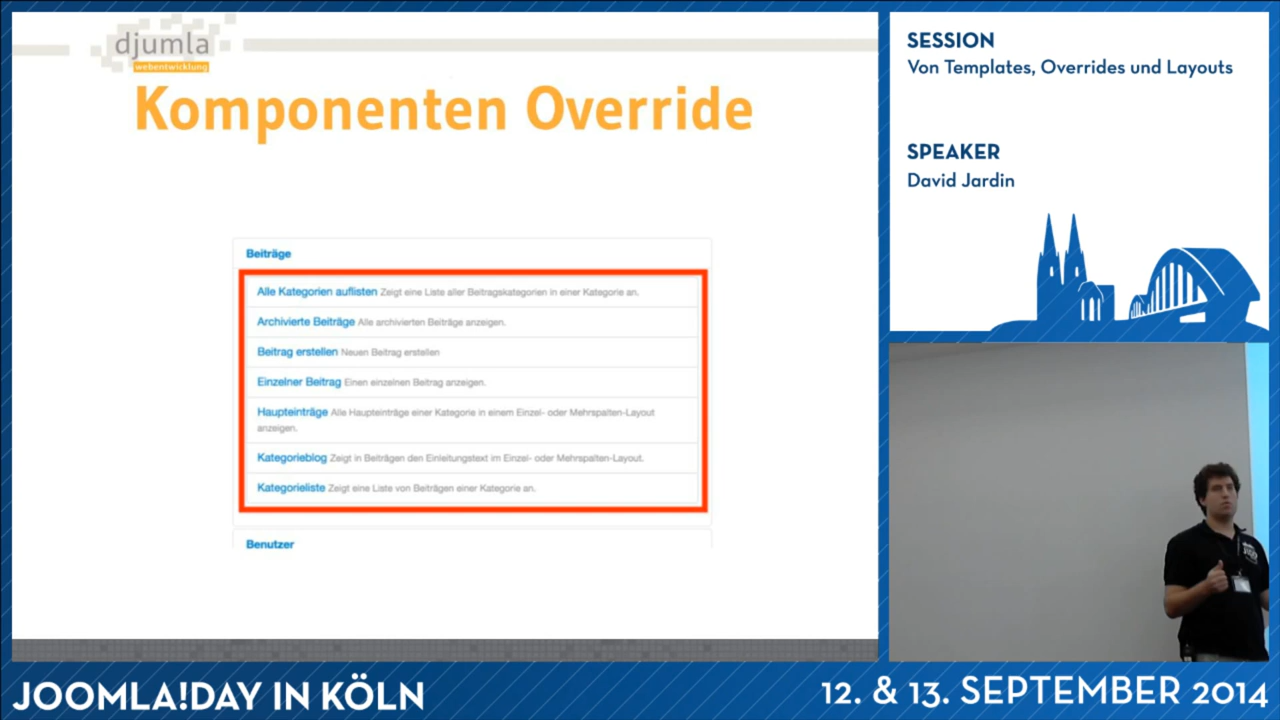 djumla
webentwicklung
Komponenten Override
Beiträge
Alle Kategorien auflisten Zeigt eine Liste aller Beitragskategorien in einer Kategorie an.
Archivierte Beiträge Alle archivierten Beiträge anzeigen.
Beitrag erstellen Neuen Beitrag erstellen
Einzelner Beitrag Einen einzelnen Beitrag anzeigen.
Haupteinträge Alle Haupteinträge einer Kategorie in einem Einzel- oder Mehrspalten-Layout
anzeigen.
Kategorieblog Zeigt in Beiträgen den Einleitungstext im Einzel- oder Mehrspalten-Layout.
Kategorieliste Zeigt eine Liste von Beiträgen einer Kategorie an.
Benutzer
SESSION
Von Templates, Overrides und Layouts
SPEAKER
David Jardin
JOOMLA!DAY IN KÖLN
12. & 13. SEPTEMBER 2014